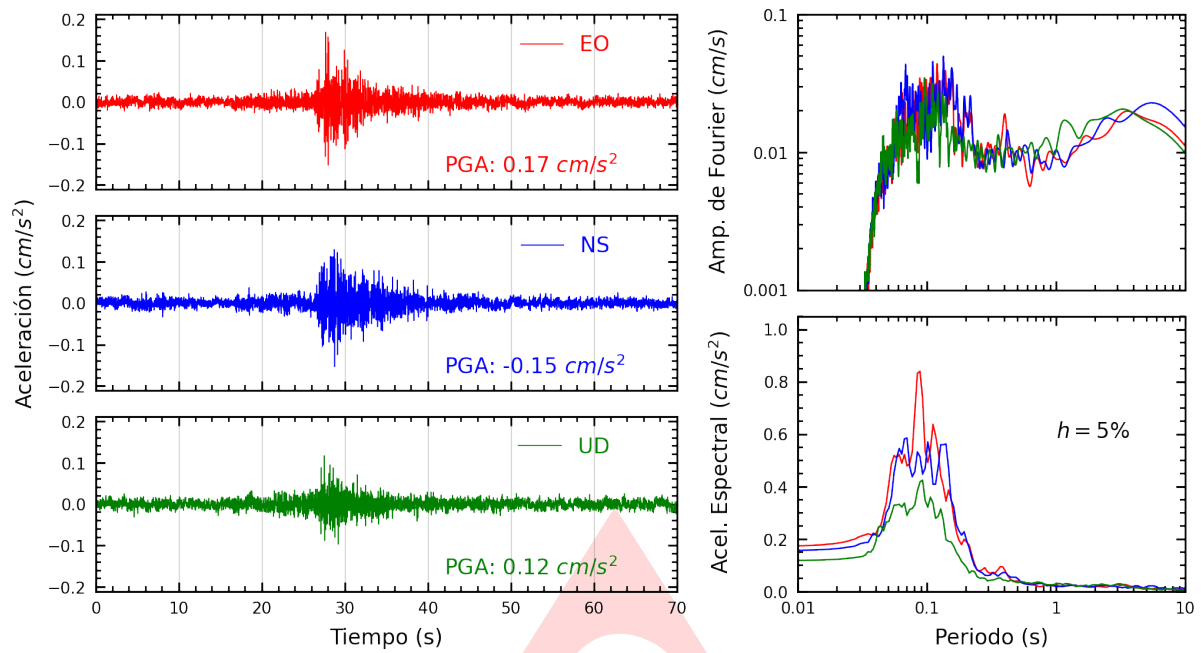 Aceleración (cm/s²)
0.2
0.1
0.0
−0.1
−0.2
EO
PGA: 0.17 cm/s²
0.2
0.1
0.0
−0.1
−0.2
NS
PGA: -0.15 cm/s²
0.2
0.1
0.0
−0.1
−0.2
UD
PGA: 0.12 cm/s²
0 10 20 30 40 50 60 70
Tiempo (s)
Amp. de Fourier (cm/s)
0.1
0.01
0.001
Acel. Espectral (cm/s²)
1.0
0.8
0.6
0.4
0.2
0.0
h = 5%
0.01 0.1 1 10
Periodo (s)